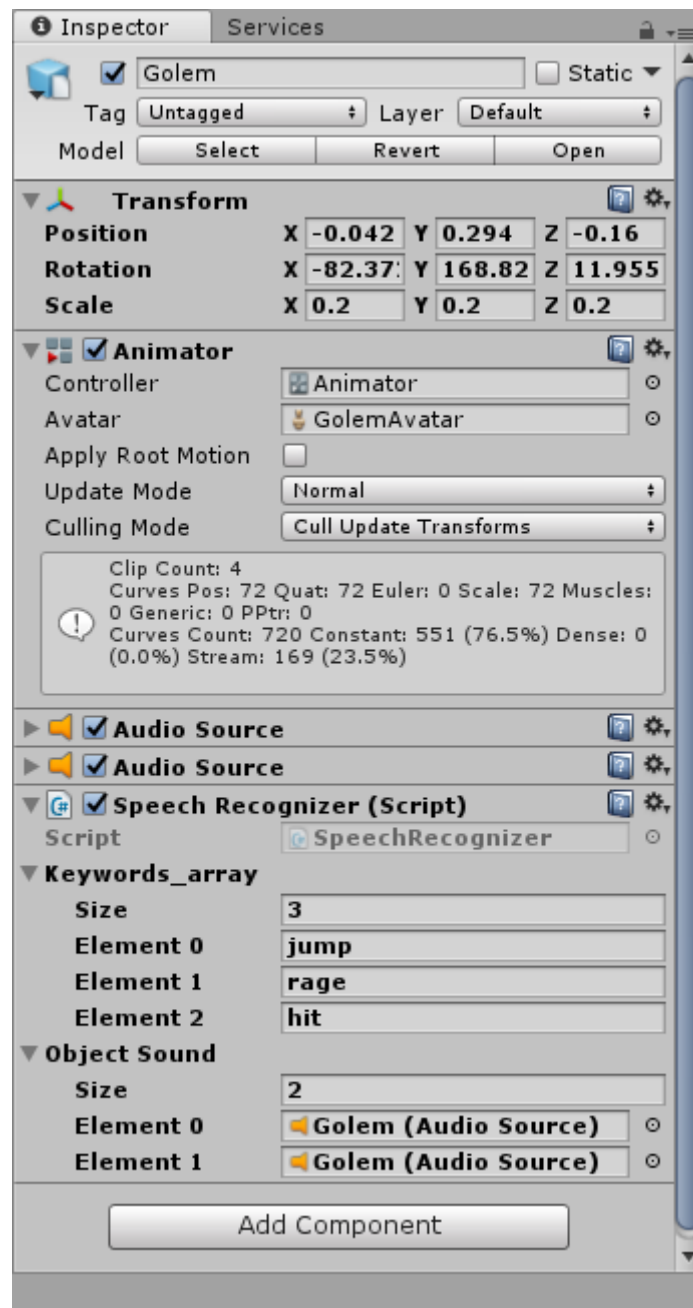 Inspector Services
Golem Static
Tag Untagged Layer Default
Model Select Revert Open
Transform
Position X -0.042 Y 0.294 Z -0.16
Rotation X -82.37 Y 168.82 Z 11.955
Scale X 0.2 Y 0.2 Z 0.2
Animator
Controller Animator
Avatar GolemAvatar
Apply Root Motion
Update Mode Normal
Culling Mode Cull Update Transforms
Clip Count: 4
Curves Pos: 72 Quat: 72 Euler: 0 Scale: 72 Muscles:
0 Generic: 0 PPtr: 0
Curves Count: 720 Constant: 551 (76.5%) Dense: 0
(0.0%) Stream: 169 (23.5%)
Audio Source
Audio Source
Speech Recognizer (Script)
Script SpeechRecognizer
Keywords_array
Size 3
Element 0 jump
Element 1 rage
Element 2 hit
Object Sound
Size 2
Element 0 Golem (Audio Source)
Element 1 Golem (Audio Source)
Add Component